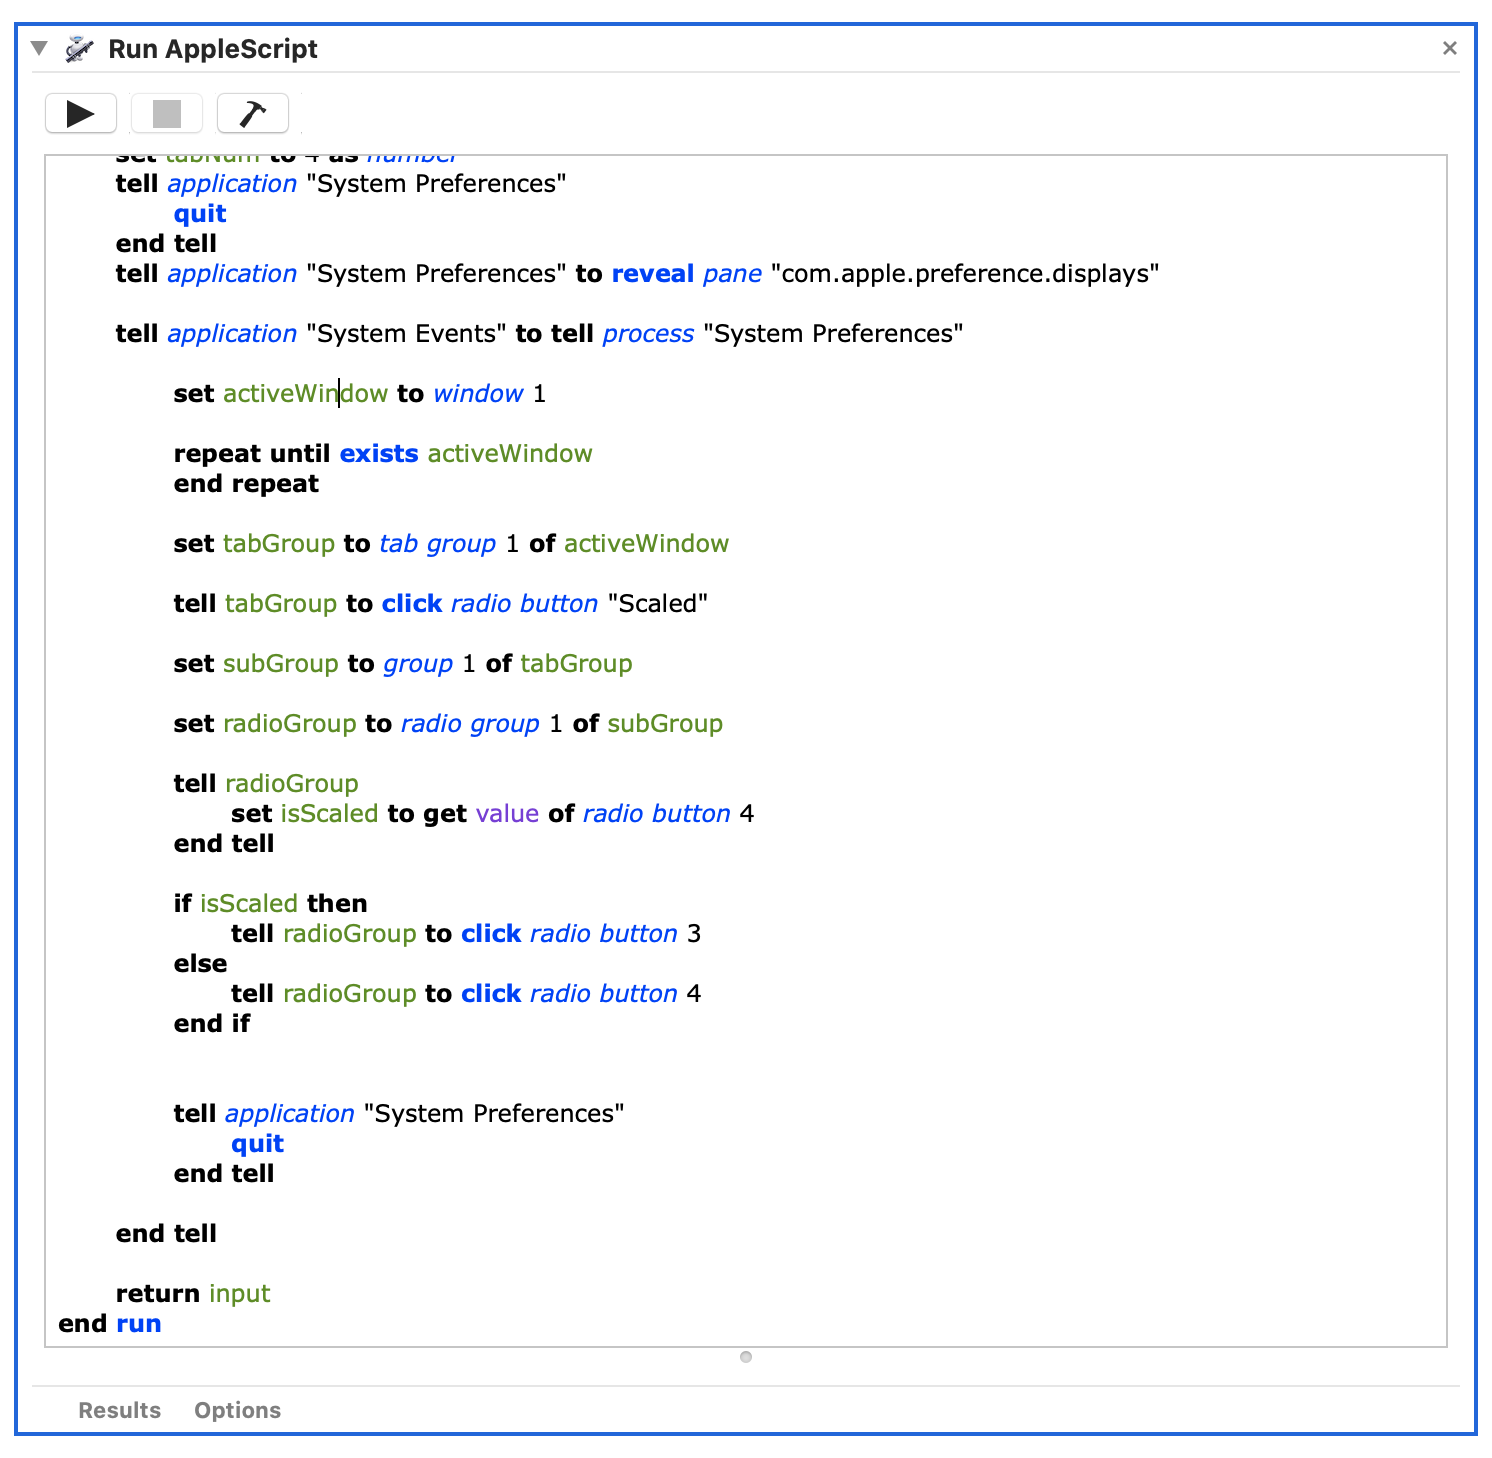 Run AppleScript
set tabNum to 4 as number
tell application "System Preferences"
quit
end tell
tell application "System Preferences" to reveal pane "com.apple.preference.displays"
tell application "System Events" to tell process "System Preferences"
set activeWindow to window 1
repeat until exists activeWindow
end repeat
set tabGroup to tab group 1 of activeWindow
tell tabGroup to click radio button "Scaled"
set subGroup to group 1 of tabGroup
set radioGroup to radio group 1 of subGroup
tell radioGroup
set isScaled to get value of radio button 4
end tell
if isScaled then
tell radioGroup to click radio button 3
else
tell radioGroup to click radio button 4
end if
tell application "System Preferences"
quit
end tell
end tell
return input
end run
Results Options